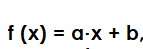 f (x) = a·x + b,